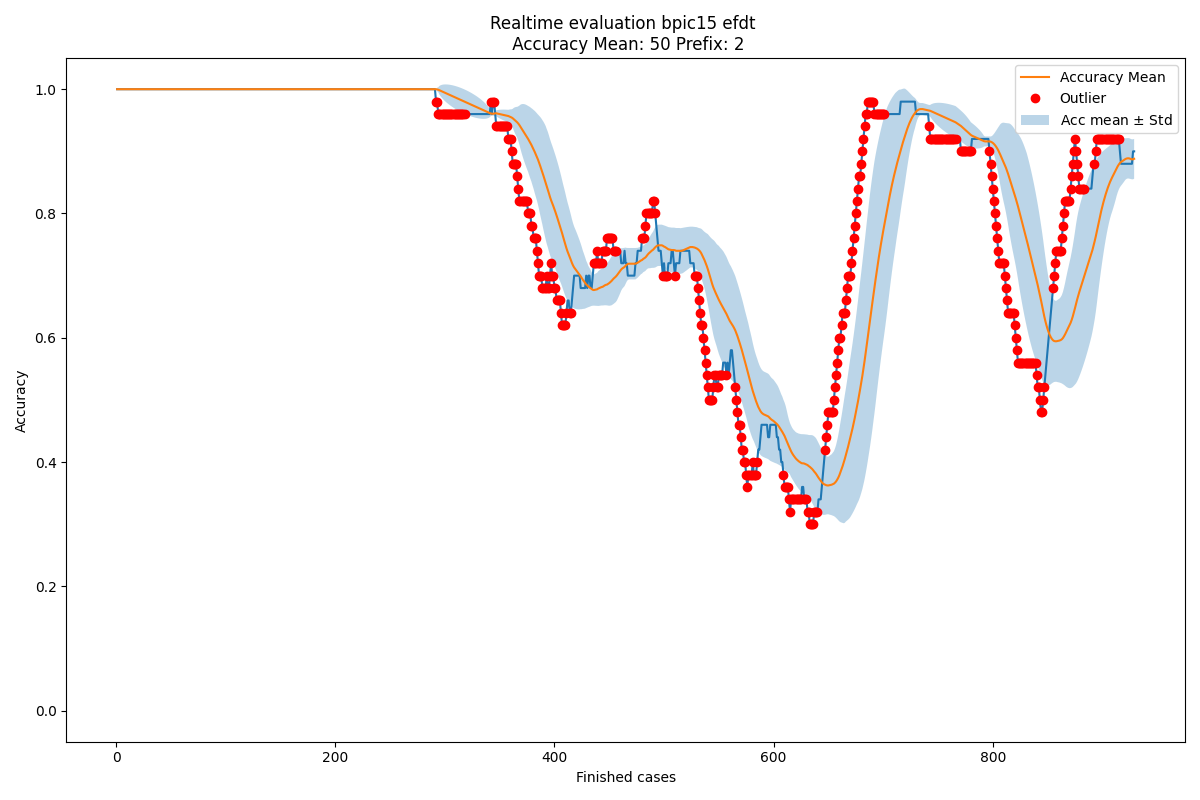 Realtime evaluation bpic15 efdt
Accuracy Mean: 50 Prefix: 2
Accuracy Mean
Outlier
Acc mean ± Std
1.0
0.8
0.6
0.4
0.2
0.0
Accuracy
0
200
400
600
800
Finished cases